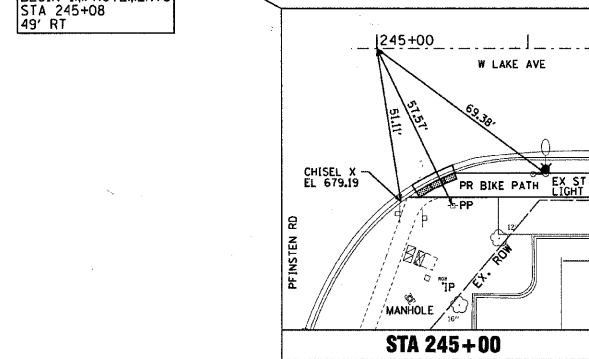 STA 245+08
49' RT
245+00
W LAKE AVE
51.11'
57.57'
69.38'
CHISEL X
EL 679.19
PR BIKE PATH
EX ST
LIGHT
PP
12"
PFINSTEN RD
EX. ROW
ROW
IP
MANHOLE
16"
STA 245+00